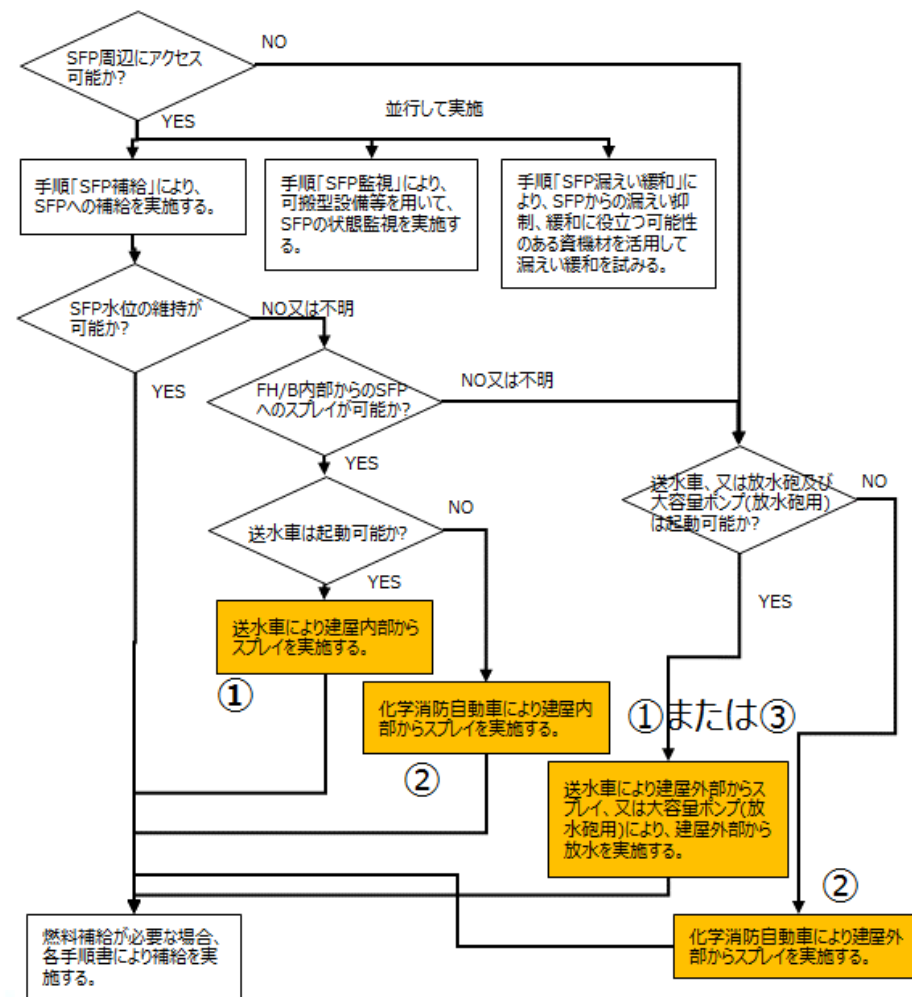 SFP周辺にアクセス
可能か?
NO
YES
並行して実施
手順「SFP補給」により、
SFPへの補給を実施する。
手順「SFP監視」により、
可搬型設備等を用いて、
SFPの状態監視を実施す
る。
手順「SFP漏えい緩和」に
より、SFPからの漏えい抑
制、緩和に役立つ可能性
のある資機材を活用して
漏えい緩和を試みる。
SFP水位の維持が
可能か?
NO又は不明
YES
FH/B内部からのSFP
へのスプレイが可能か?
NO又は不明
YES
送水車、又は放水砲及び
大容量ポンプ(放水砲用)
は起動可能か?
NO
YES
送水車は起動可能か?
NO
YES
送水車により建屋内部から
スプレイを実施する。
①
化学消防自動車により建屋内
部からスプレイを実施する。
②
①または③
送水車により建屋外部からス
プレイ、又は大容量ポンプ(放
水砲用)により、建屋外部から
放水を実施する。
②
化学消防自動車により建屋外
部からスプレイを実施する。
燃料補給が必要な場合、
各手順書により補給を実
施する。